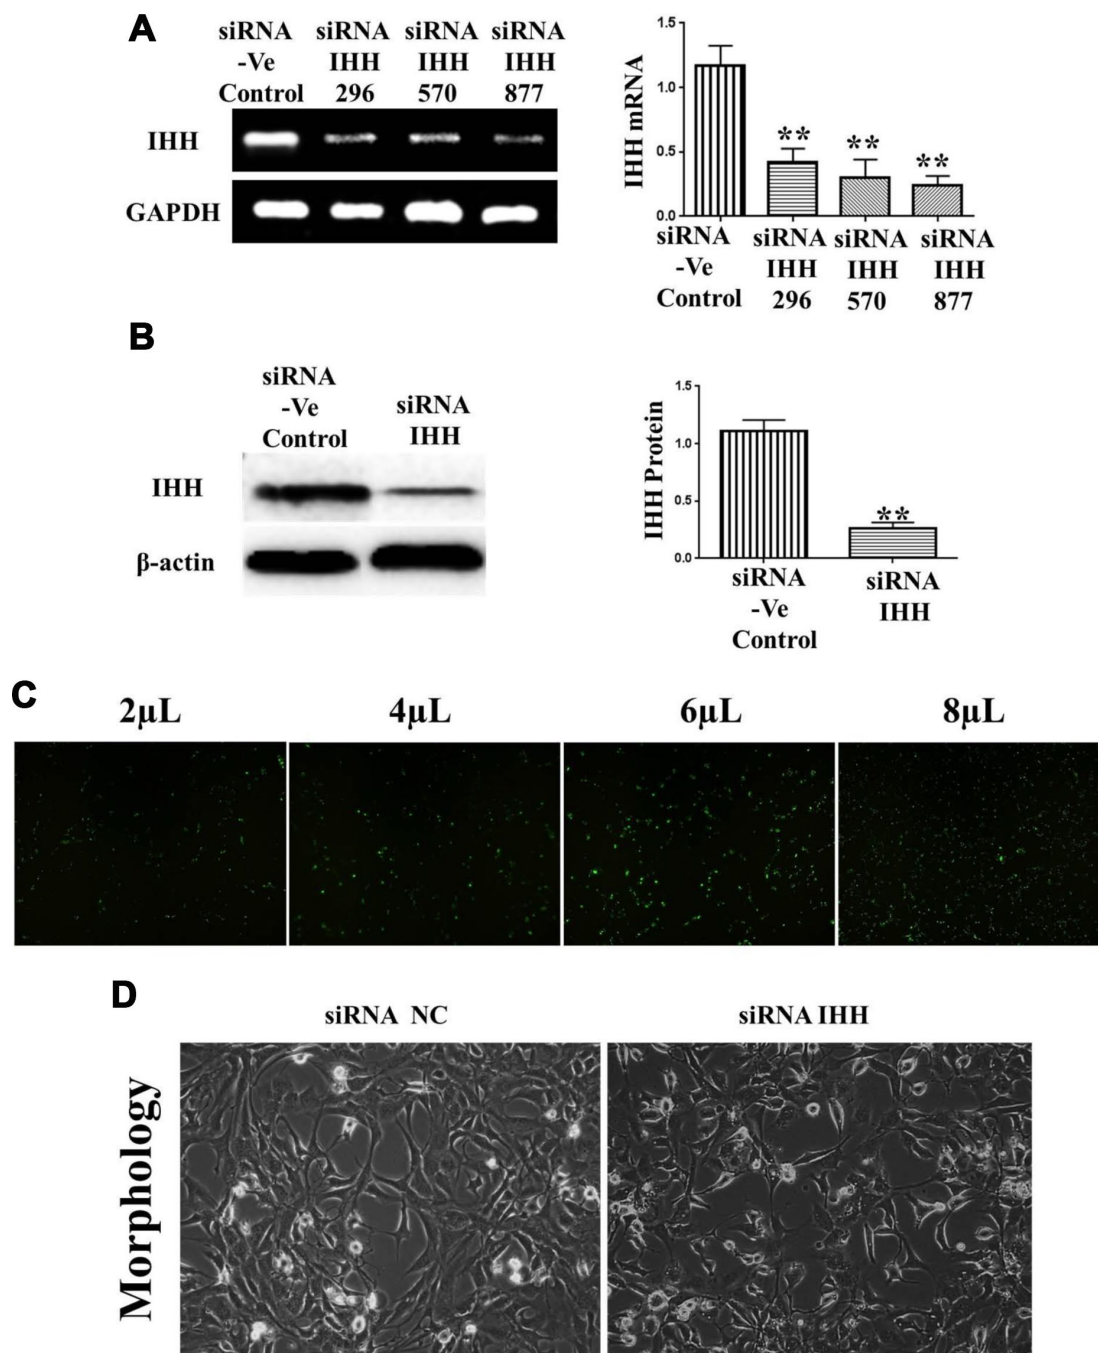 A
siRNA siRNA siRNA siRNA
-Ve IHH IHH IHH
Control 296 570 877
IHH
GAPDH
IHH mRNA
1.5
1.0
0.5
0.0
** ** **
siRNA siRNA siRNA siRNA
-Ve IHH IHH IHH
Control 296 570 877
B
siRNA
-Ve
Control
siRNA
IHH
IHH
β-actin
IHH Protein
1.5
1.0
0.5
0.0
**
siRNA
-Ve
Control
siRNA
IHH
C
2μL 4μL 6μL 8μL
D
siRNA NC siRNA IHH
Morphology